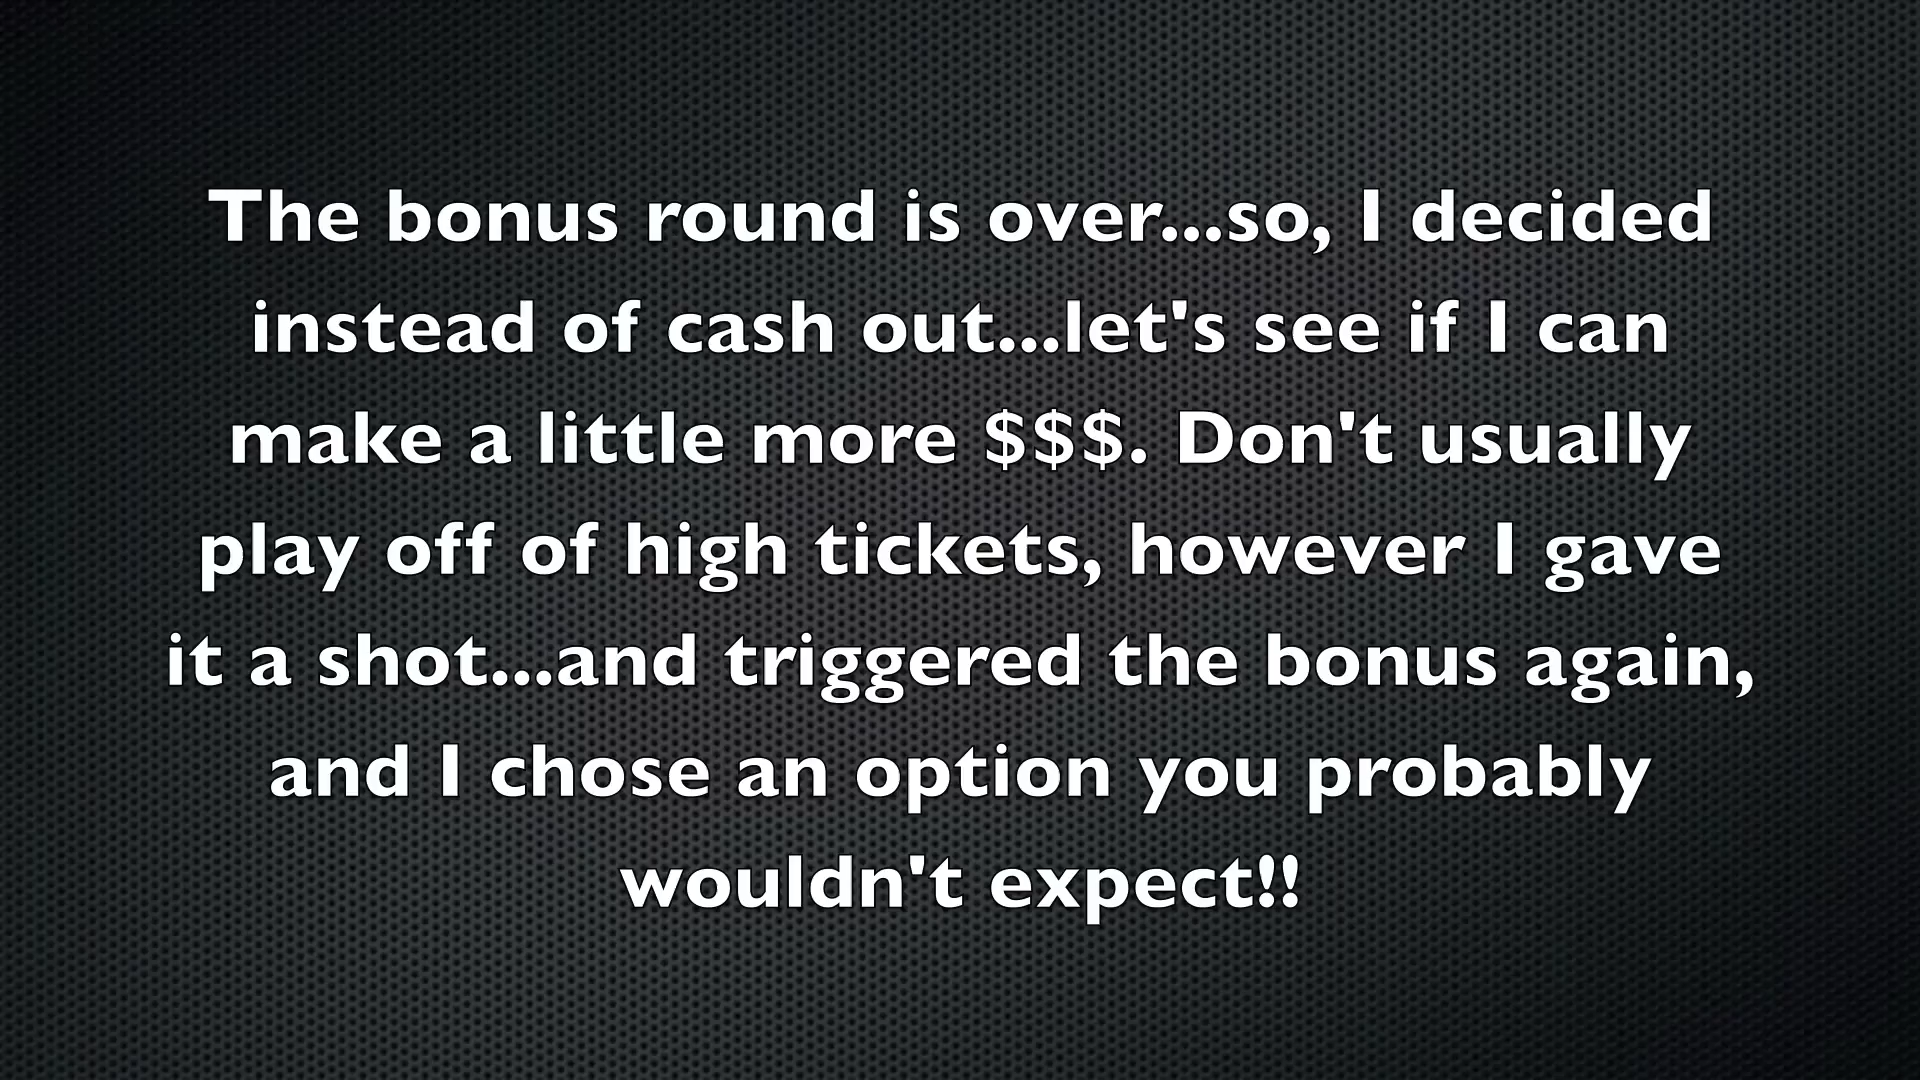 The bonus round is over...so, I decided
instead of cash out...let's see if I can
make a little more $$$. Don't usually
play off of high tickets, however I gave
it a shot...and triggered the bonus again,
and I chose an option you probably
wouldn't expect!!